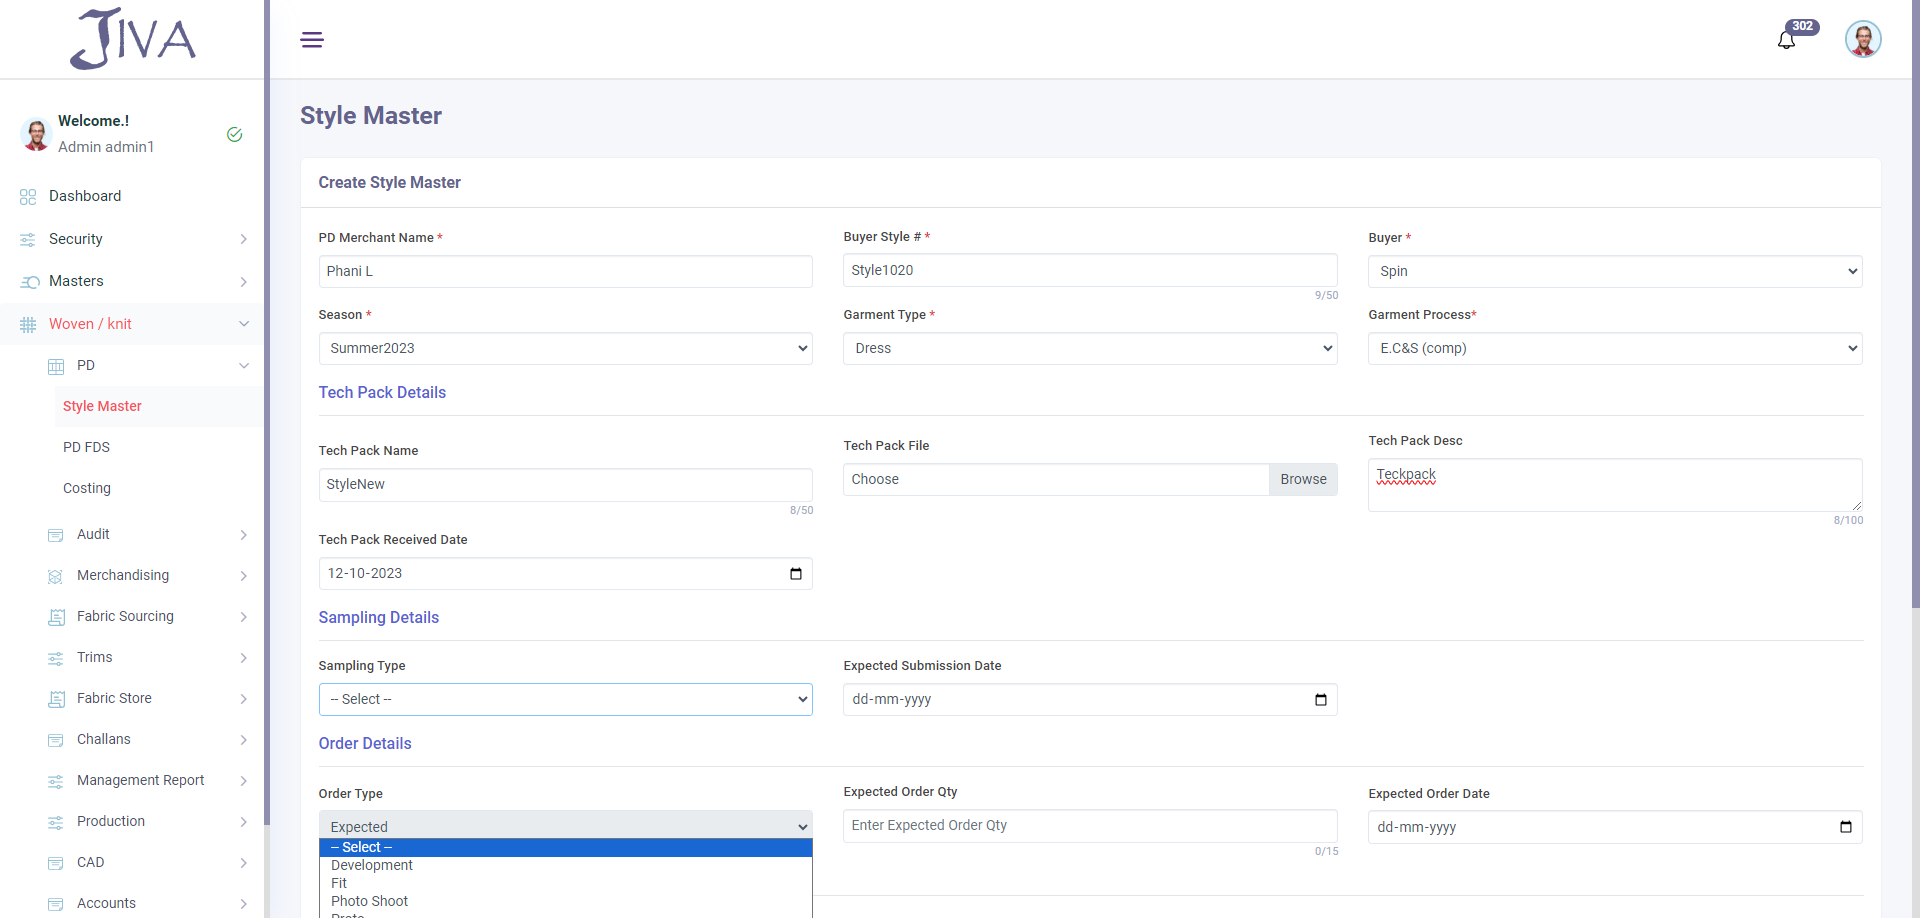 JIVA
302
Welcome.!
Admin admin1
Dashboard
Security
Masters
Woven / knit
PD
Style Master
PD FDS
Costing
Audit
Merchandising
Fabric Sourcing
Trims
Fabric Store
Challans
Management Report
Production
CAD
Accounts
Style Master
Create Style Master
PD Merchant Name *
Phani L
Buyer Style # *
Style1020
9/50
Buyer *
Spin
Season *
Summer2023
Garment Type *
Dress
Garment Process*
E.C&S (comp)
Tech Pack Details
Tech Pack Name
StyleNew
8/50
Tech Pack File
Choose
Browse
Tech Pack Desc
Teckpack
8/100
Tech Pack Received Date
12-10-2023
Sampling Details
Sampling Type
-- Select --
Expected Submission Date
dd-mm-yyyy
Order Details
Order Type
Expected
-- Select --
Development
Fit
Photo Shoot
Expected Order Qty
Enter Expected Order Qty
0/15
Expected Order Date
dd-mm-yyyy